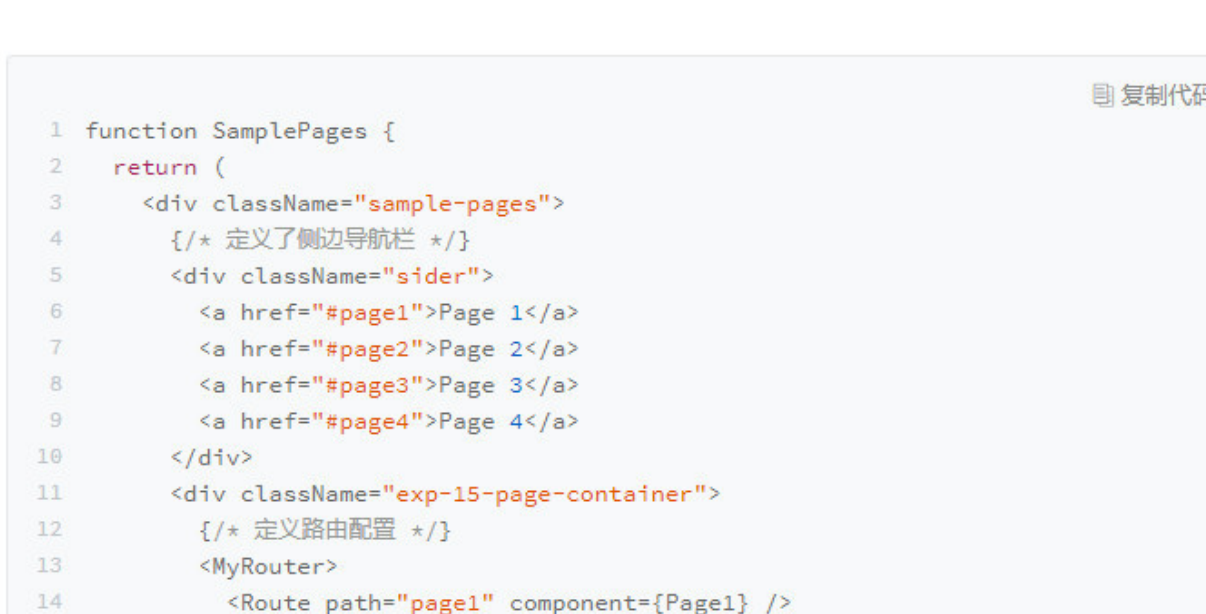 复制代码
1 function SamplePages {
2 return (
3 <div className="sample-pages">
4 {/* 定义了侧边导航栏 */}
5 <div className="sider">
6 <a href="#page1">Page 1</a>
7 <a href="#page2">Page 2</a>
8 <a href="#page3">Page 3</a>
9 <a href="#page4">Page 4</a>
10 </div>
11 <div className="exp-15-page-container">
12 {/* 定义路由配置 */}
13 <MyRouter>
14 <Route path="page1" component={Page1} />